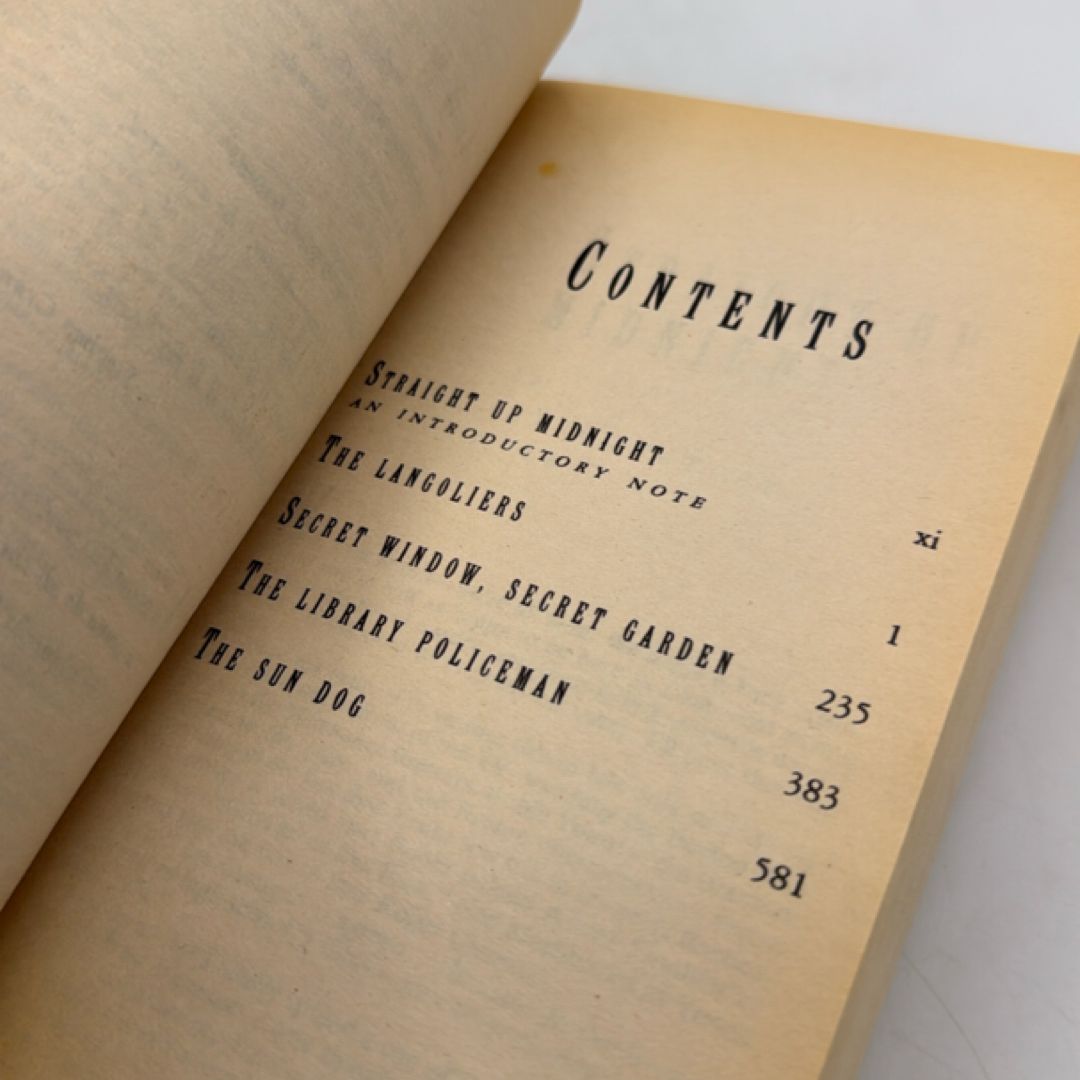 CONTENTS
STRAIGHT UP MIDNIGHT
AN INTRODUCTORY NOTE xi
THE LANGOLIERS 1
SECRET WINDOW, SECRET GARDEN 235
THE LIBRARY POLICEMAN 383
THE SUN DOG 581